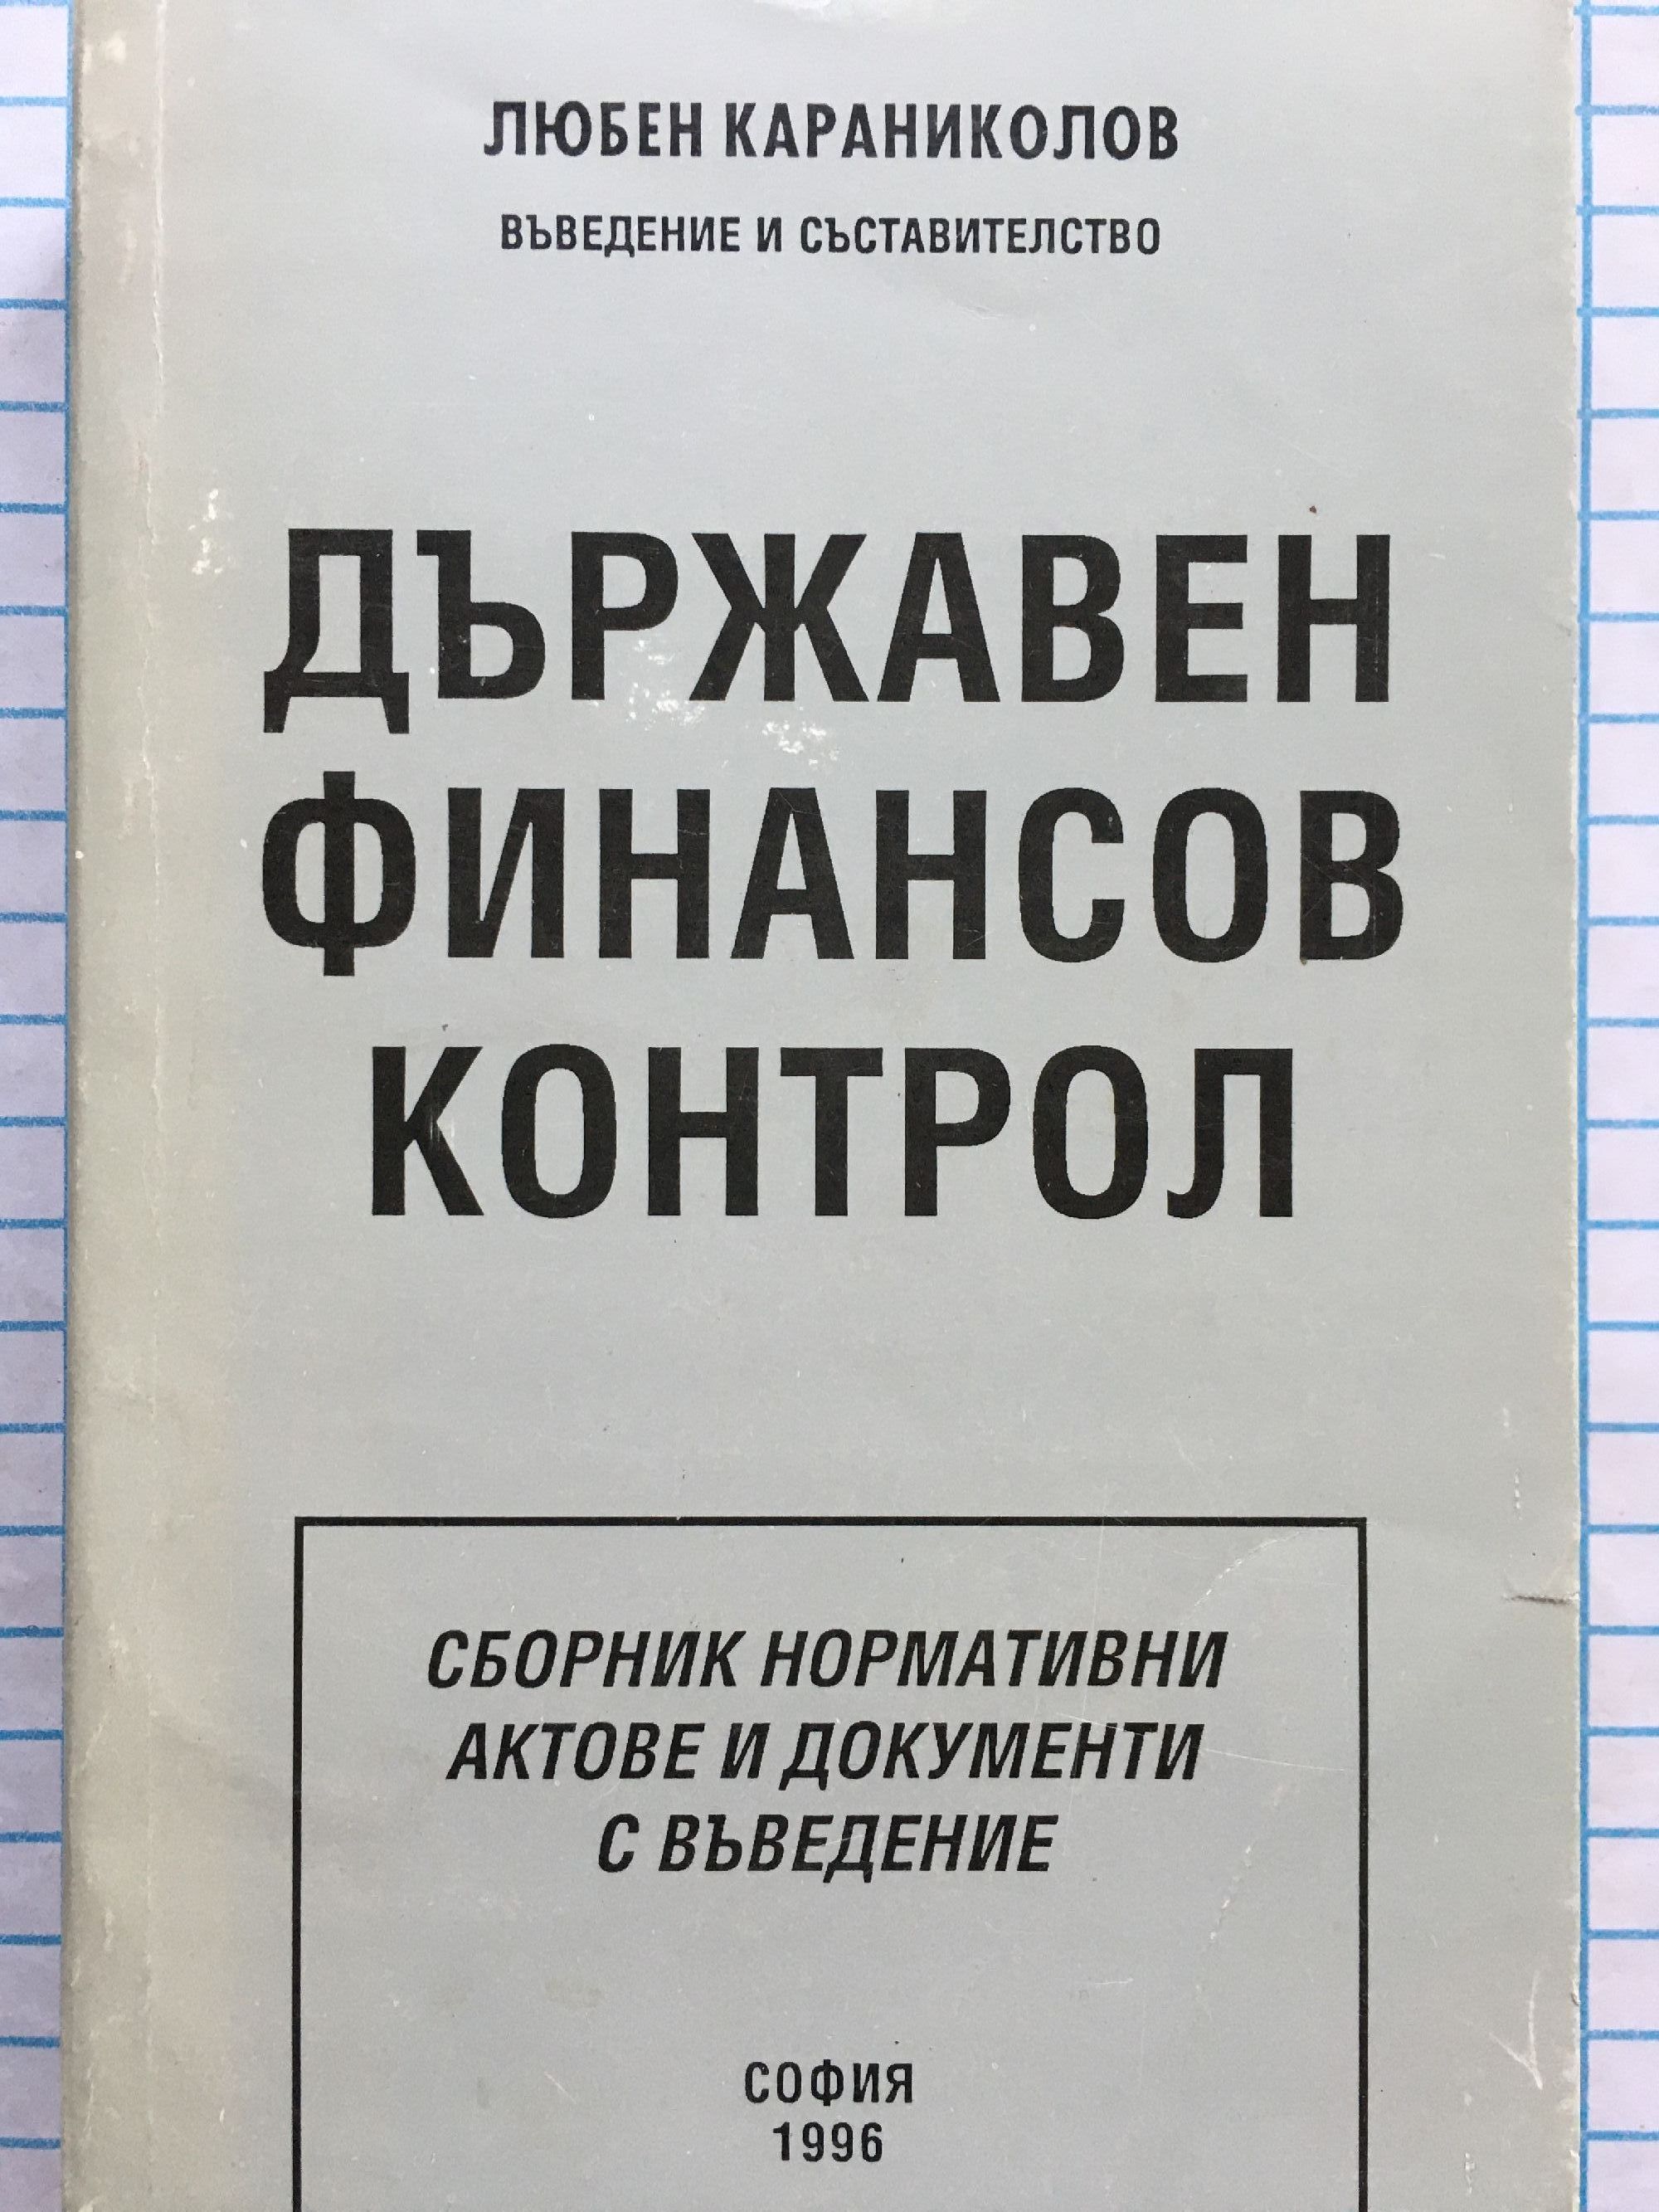 ЛЮБЕН КАРАНИКОЛОВ
ВЪВЕДЕНИЕ И СЪСТАВИТЕЛСТВО
ДЪРЖАВЕН
ФИНАНСОВ
КОНТРОЛ
СБОРНИК НОРМАТИВНИ
АКТОВЕ И ДОКУМЕНТИ
С ВЪВЕДЕНИЕ
СОФИЯ
1996